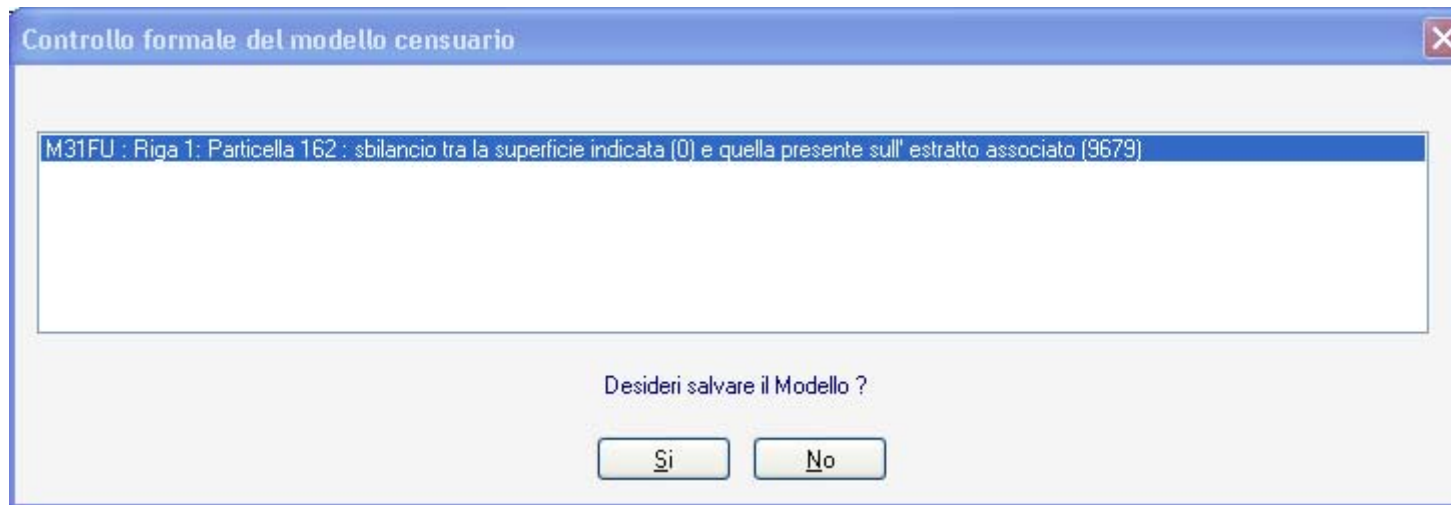 Controllo formale del modello censuario
M31FU : Riga 1: Particella 162 : sbilancio tra la superficie indicata (0) e quella presente sull' estratto associato (9679)
Desideri salvare il Modello ?
Si
No